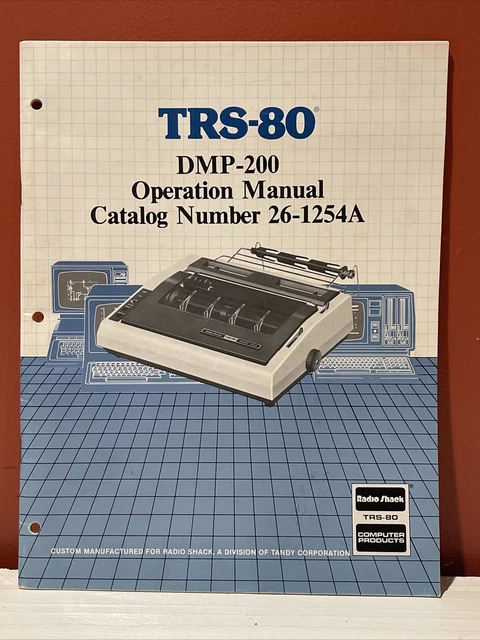 TRS-80®
DMP-200
Operation Manual
Catalog Number 26-1254A
Radio Shack®
TRS-80
COMPUTER
PRODUCTS
CUSTOM MANUFACTURED FOR RADIO SHACK, A DIVISION OF TANDY CORPORATION